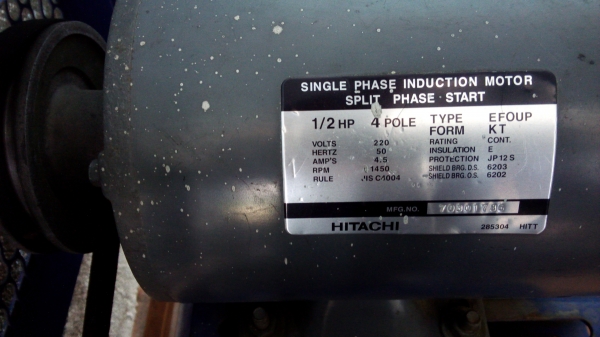 SINGLE PHASE INDUCTION MOTOR
SPLIT PHASE START
1/2 HP 4 POLE TYPE EFOUP
FORM KT
VOLTS 220 RATING CONT.
HERTZ 50 INSULATION E
AMP'S 4.5 PROTECTION JP 12 S
RPM 1450 SHIELD BRG. D.S. 6203
RULE JIS C4004 SHIELD BRG. O.S. 6202
MFG.NO.
HITACHI 285304 HITT